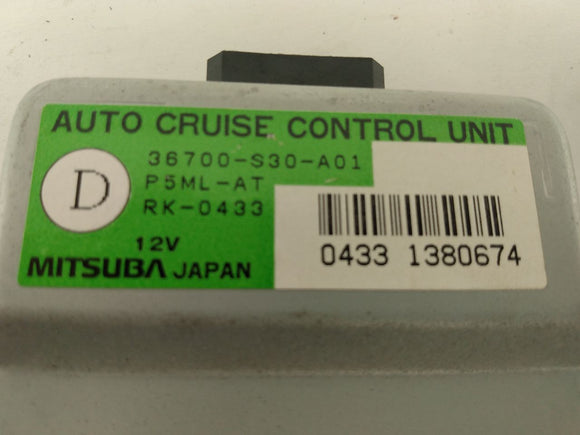 AUTO CRUISE CONTROL UNIT
36700-S30-A01
D
P5ML-AT
RK-0433
12V
MITSUBA JAPAN
0433 1380674